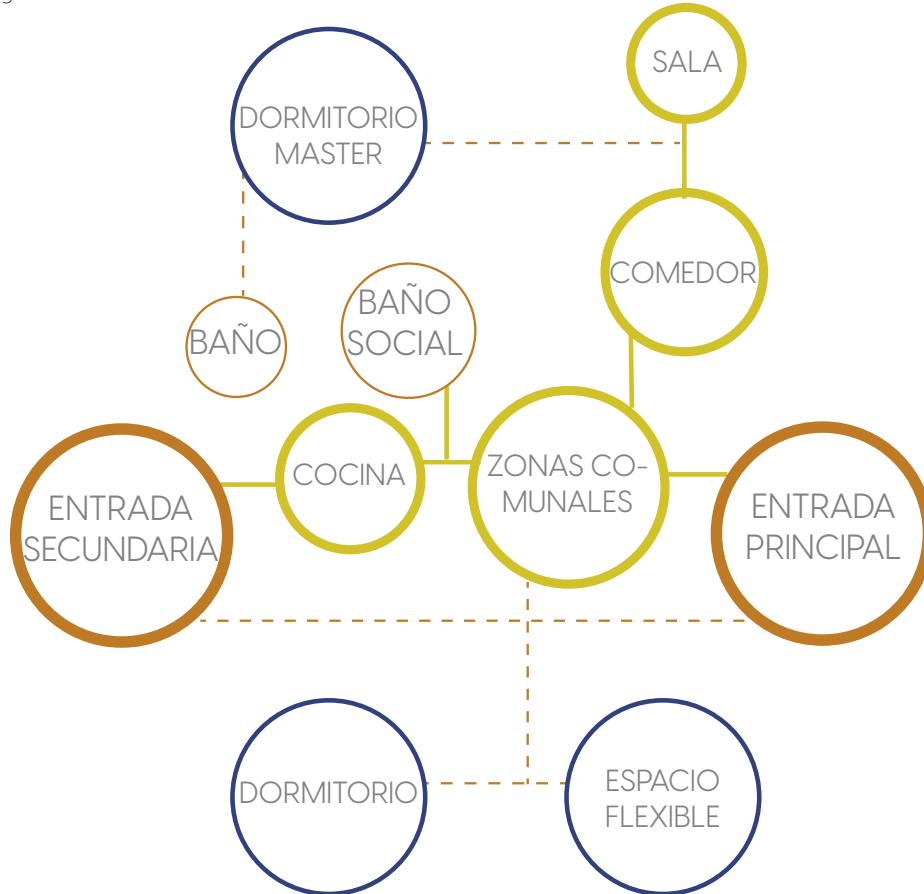 SALA
DORMITORIO
MASTER
COMEDOR
BAÑO
SOCIAL
BAÑO
COCINA
ZONAS CO-
MUNALES
ENTRADA
SECUNDARIA
ENTRADA
PRINCIPAL
DORMITORIO
ESPACIO
FLEXIBLE